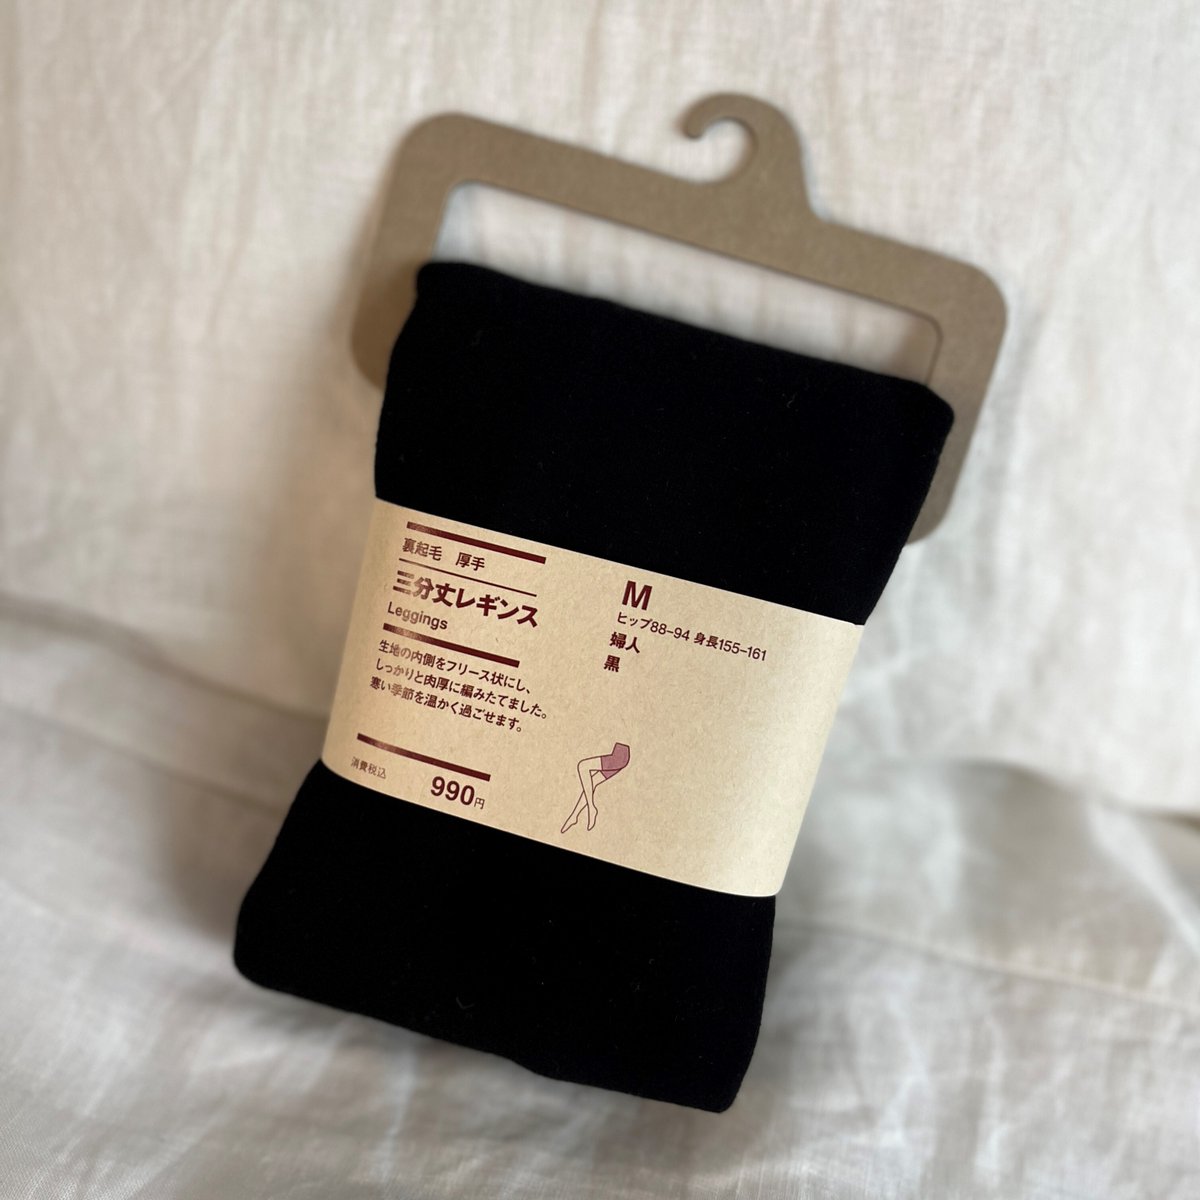 裏起毛 厚手
三分丈レギンス
Leggings
生地の内側をフリース状にし、
しっかりと肉厚に編みたてました。
寒い季節を温かく過ごせます。
消費税込
990円
M
ヒップ88-94 身長155-161
婦人
黒